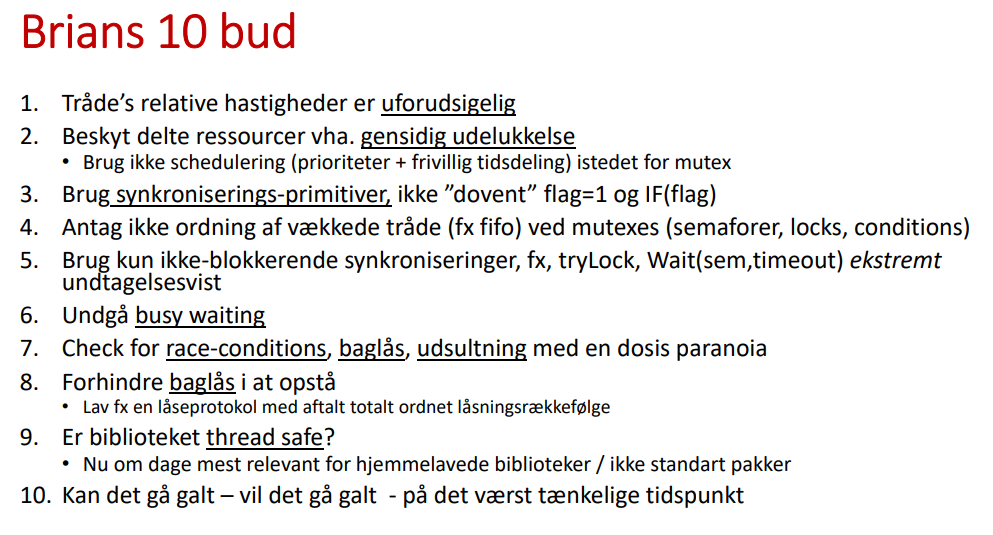 Brians 10 bud
1. Tråde’s relative hastigheder er uforudsigelig
2. Beskyt delte ressourcer vha. gensidig udelukkelse
• Brug ikke schedulering (prioriteter + frivillig tidsdeling) istedet for mutex
3. Brug synkroniserings-primitiver, ikke ”dovent” flag=1 og IF(flag)
4. Antag ikke ordning af vækkede tråde (fx fifo) ved mutexes (semaforer, locks, conditions)
5. Brug kun ikke-blokkerende synkroniseringer, fx, tryLock, Wait(sem,timeout) ekstremt
undtagelsesvist
6. Undgå busy waiting
7. Check for race-conditions, baglås, udsultning med en dosis paranoia
8. Forhindre baglås i at opstå
• Lav fx en låseprotokol med aftalt totalt ordnet låsningsrækkefølge
9. Er biblioteket thread safe?
• Nu om dage mest relevant for hjemmelavede biblioteker / ikke standart pakker
10. Kan det gå galt – vil det gå galt - på det værst tænkelige tidspunkt